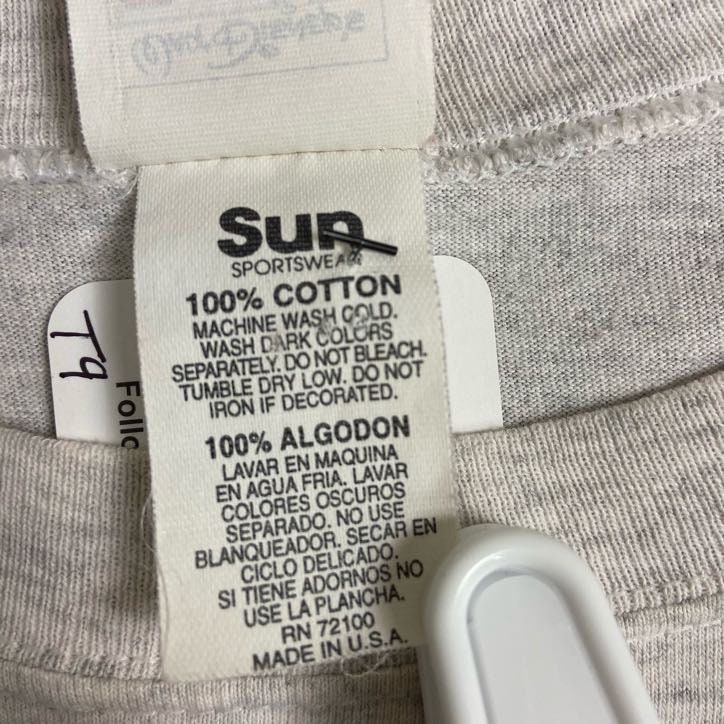 Sun
SPORTSWEAR
100% COTTON
MACHINE WASH COLD.
WASH DARK COLORS
SEPARATELY. DO NOT BLEACH.
TUMBLE DRY LOW. DO NOT
IRON IF DECORATED.
100% ALGODON
LAVAR EN MAQUINA
EN AGUA FRIA. LAVAR
COLORES OSCUROS
SEPARADO. NO USE
BLANQUEADOR. SECAR EN
CICLO DELICADO.
SI TIENE ADORNOS NO
USE LA PLANCHA.
RN 72100
MADE IN U.S.A.
T9
Follo